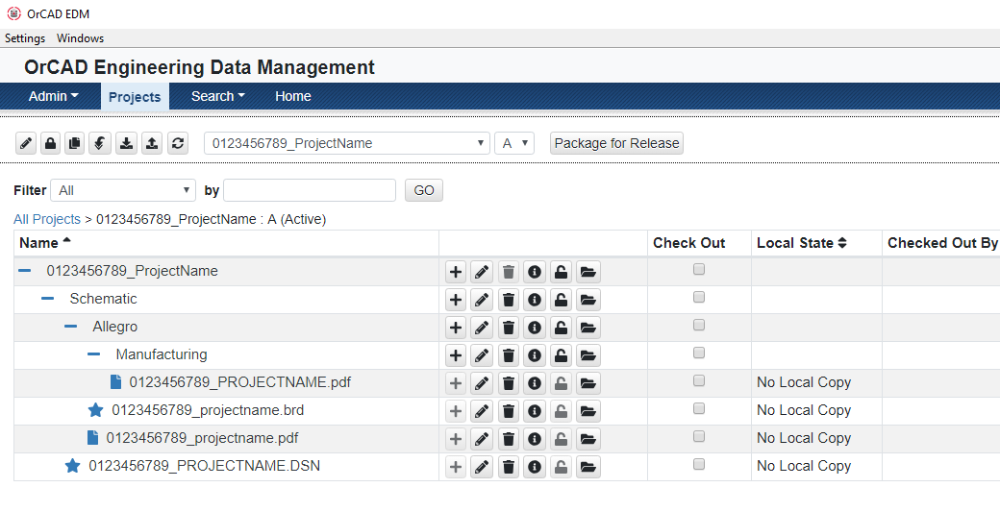 OrCAD EDM
Settings Windows
OrCAD Engineering Data Management
Admin Projects Search Home
0123456789_ProjectName A Package for Release
Filter All by GO
All Projects > 0123456789_ProjectName : A (Active)
Name Check Out Local State Checked Out By
0123456789_ProjectName
Schematic
Allegro
Manufacturing
0123456789_PROJECTNAME.pdf No Local Copy
0123456789_projectname.brd No Local Copy
0123456789_projectname.pdf No Local Copy
0123456789_PROJECTNAME.DSN No Local Copy